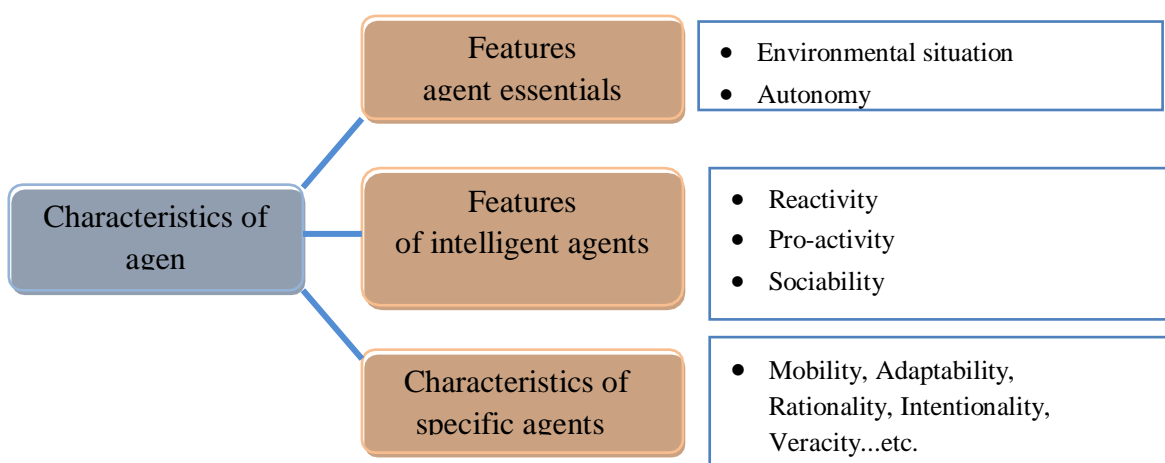 Characteristics of
agen
Features
agent essentials
• Environmental situation
• Autonomy
Features
of intelligent agents
• Reactivity
• Pro-activity
• Sociability
Characteristics of
specific agents
• Mobility, Adaptability,
Rationality, Intentionality,
Veracity...etc.